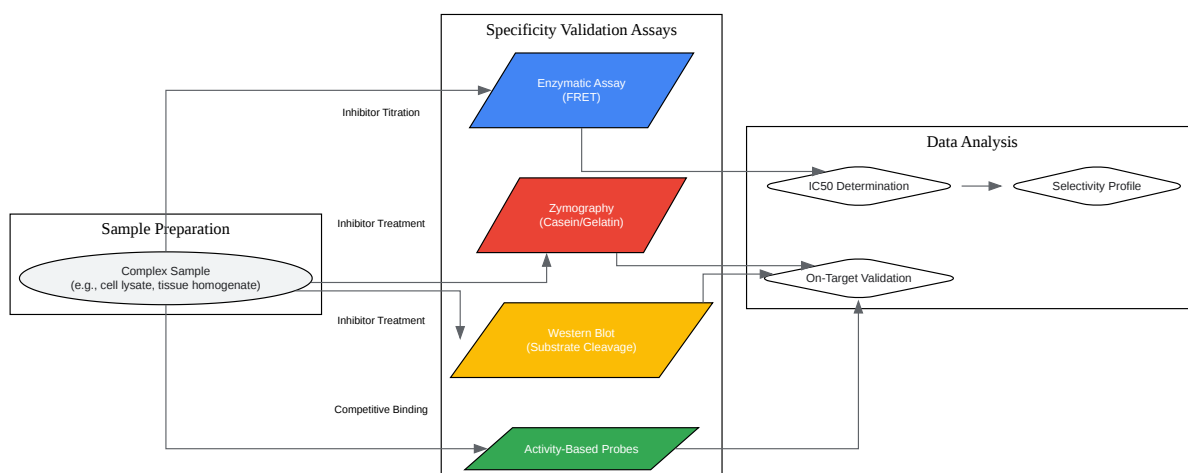 Specificity Validation Assays
Enzymatic Assay
(FRET)
Inhibitor Titration
Data Analysis
IC50 Determination
Selectivity Profile
Zymography
(Casein/Gelatin)
Inhibitor Treatment
Sample Preparation
Complex Sample
(e.g., cell lysate, tissue homogenate)
On-Target Validation
Inhibitor Treatment
Western Blot
(Substrate Cleavage)
Competitive Binding
Activity-Based Probes